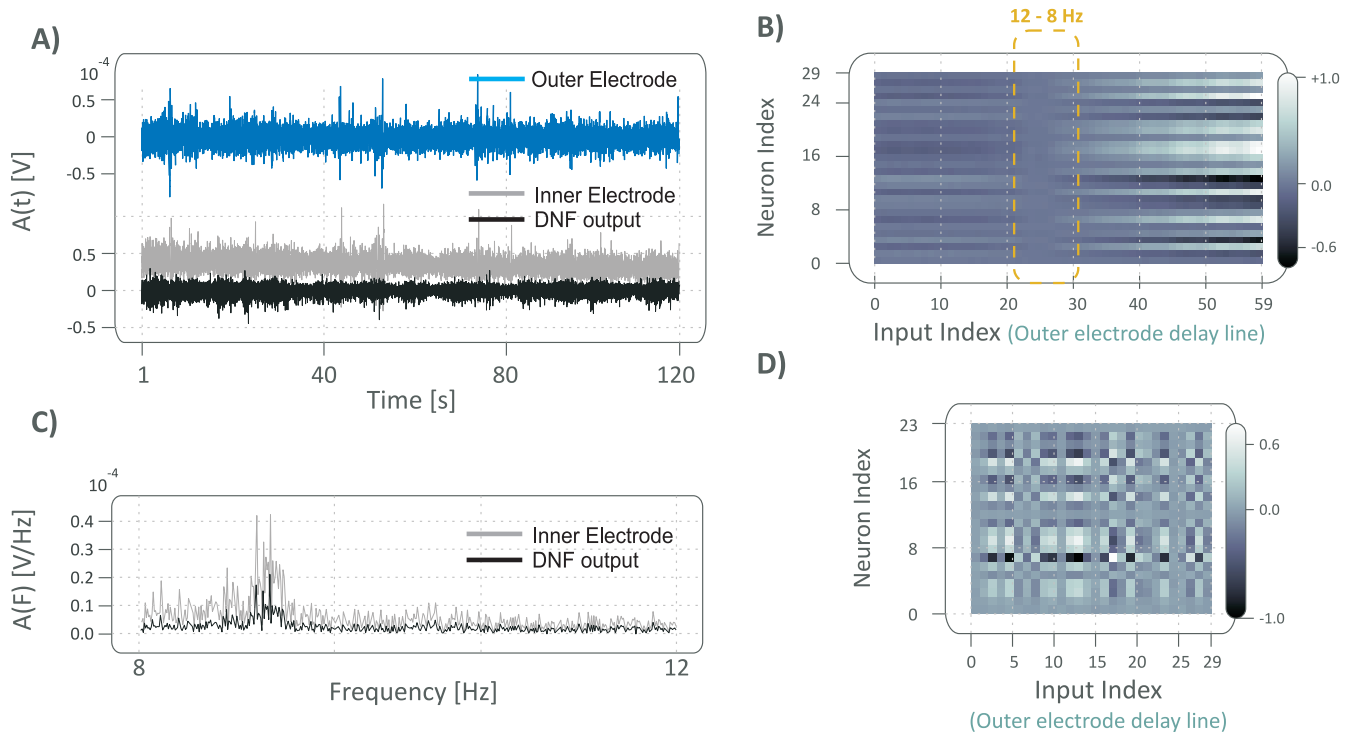 A)
10-4
0.5
0
-0.5
0.5
0
-0.5
A(t) [V]
Outer Electrode
Inner Electrode
DNF output
1
40
80
120
Time [s]
B)
12 - 8 Hz
29
24
16
8
0
Neuron Index
+1.0
0.0
-0.6
0
10
20
30
40
50
59
Input Index (Outer electrode delay line)
C)
10-4
0.4
0.3
0.2
0.1
0.0
A(F) [V/Hz]
Inner Electrode
DNF output
8
12
Frequency [Hz]
D)
23
16
8
0
Neuron Index
0.6
0.0
-1.0
0
5
10
15
20
25
29
Input Index
(Outer electrode delay line)